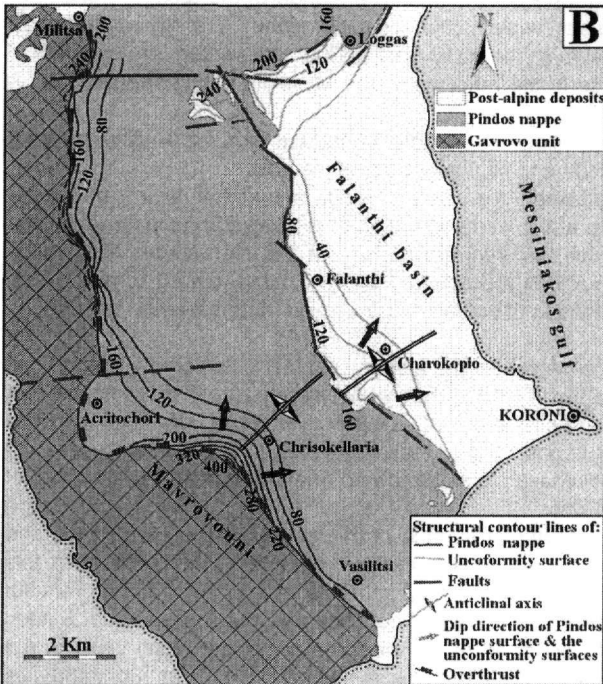 B
N
Militsa
200
240
160
120
80
160
Loggas
200
120
240
Post-alpine deposits
Pindos nappe
Gavrovo unit
Falanthi basin
Messiniakos gulf
80
40
Falanthi
120
160
Charokopio
160
KORONI
120
Acritochori
200
320
400
Chrisokellaria
Mavrovouni
280
220
80
Vasilitsi
2 Km
Structural contour lines of:
Pindos nappe
Uncoformity surface
Faults
Anticlinal axis
Dip direction of Pindos
nappe surface & the
unconformity surfaces
Overthrust